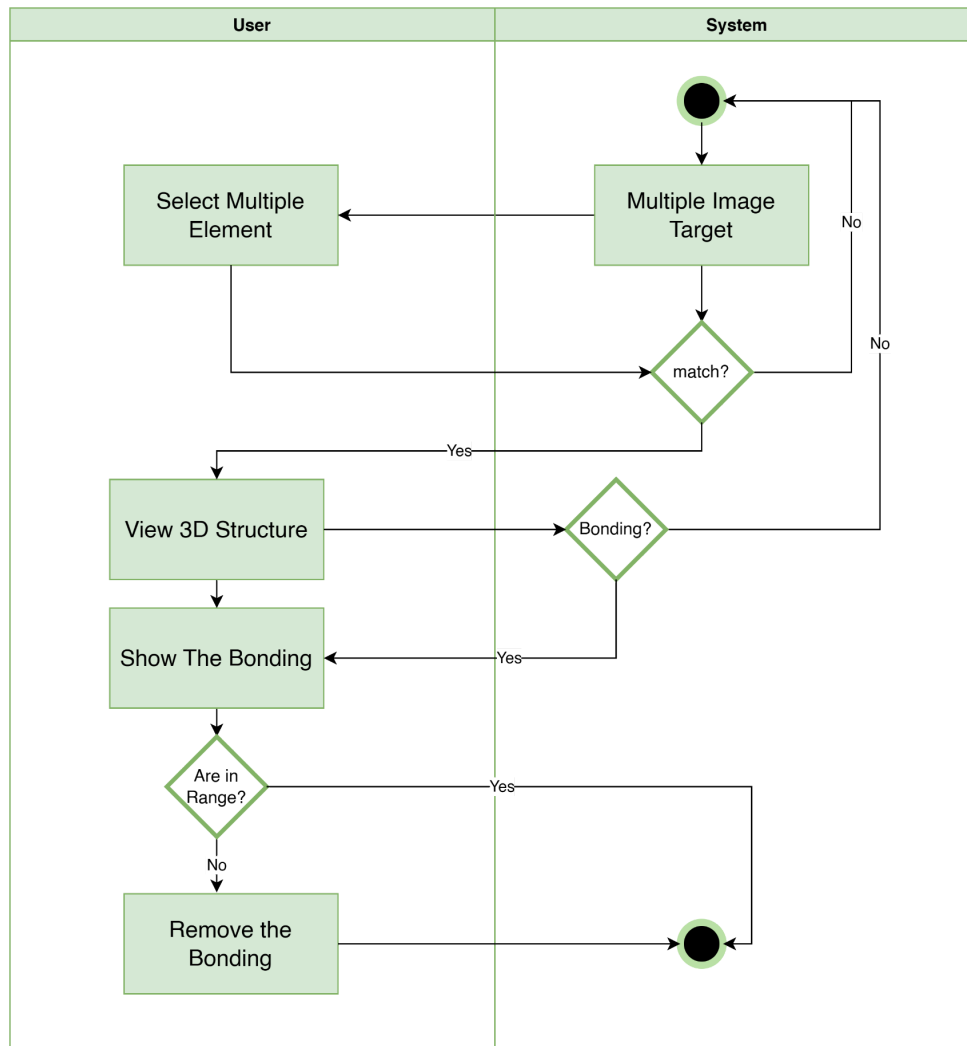 User
System
Select Multiple
Element
Multiple Image
Target
No
No
match?
Yes
View 3D Structure
Bonding?
Show The Bonding
Yes
Are in
Range?
Yes
No
Remove the
Bonding